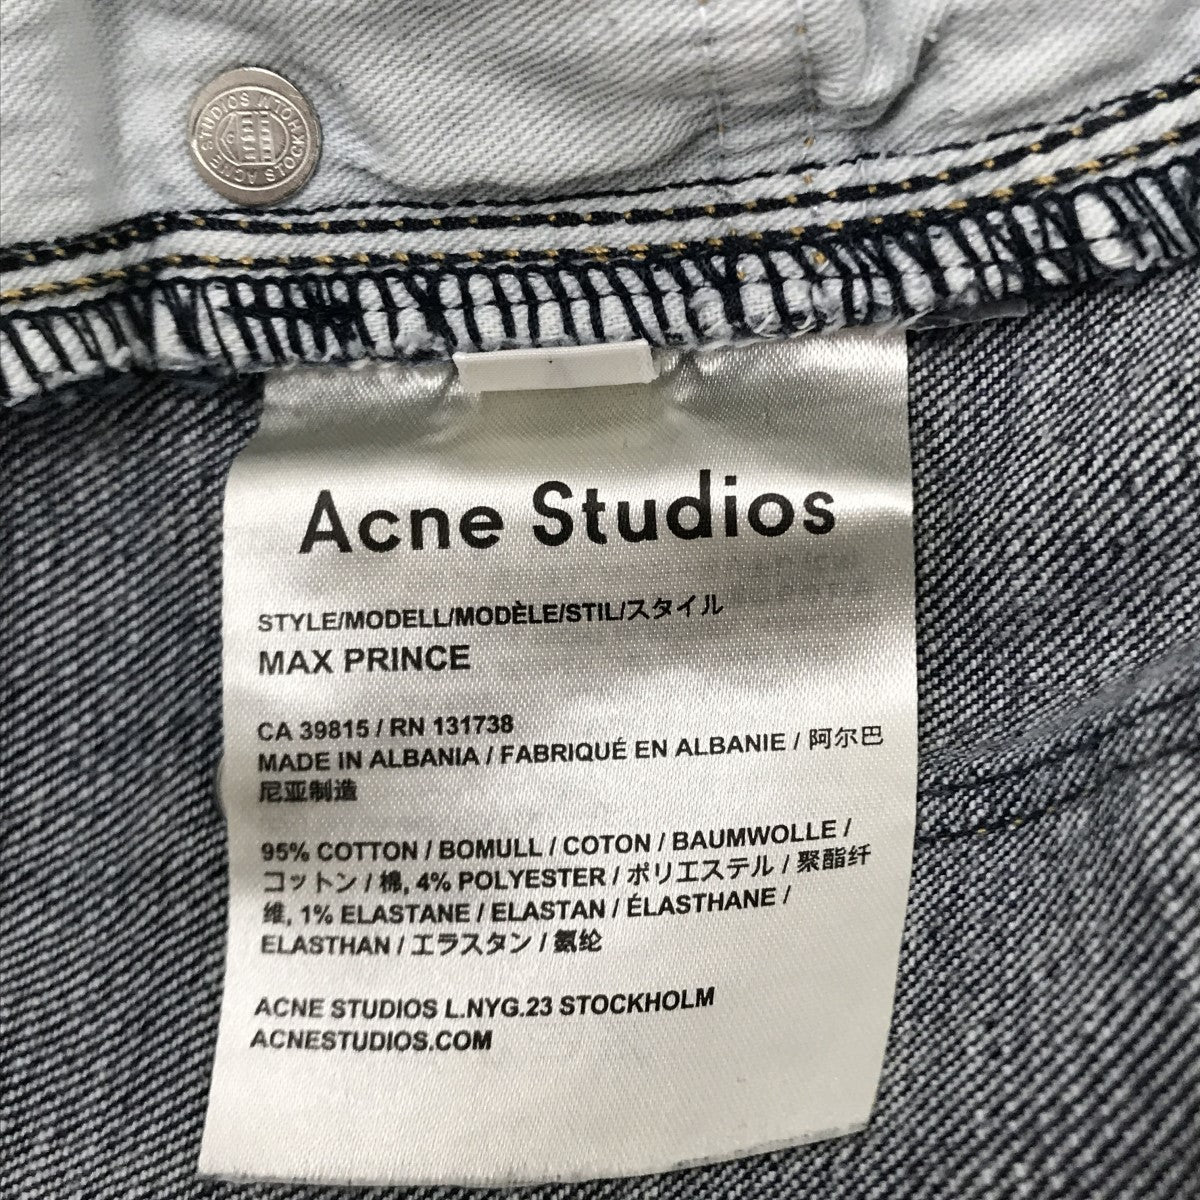 ACNE STUDIOS STOCKHOLM
Acne Studios
STYLE/MODELL/MODÈLE/STIL/スタイル
MAX PRINCE
CA 39815 / RN 131738
MADE IN ALBANIA / FABRIQUÉ EN ALBANIE / 阿尔巴
尼亚制造
95% COTTON / BOMULL / COTON / BAUMWOLLE /
コットン / 棉, 4% POLYESTER / ポリエステル / 聚酯纤
维, 1% ELASTANE / ELASTAN / ÉLASTHANE /
ELASTHAN / エラスタン / 氨纶
ACNE STUDIOS L.NYG.23 STOCKHOLM
ACNESTUDIOS.COM